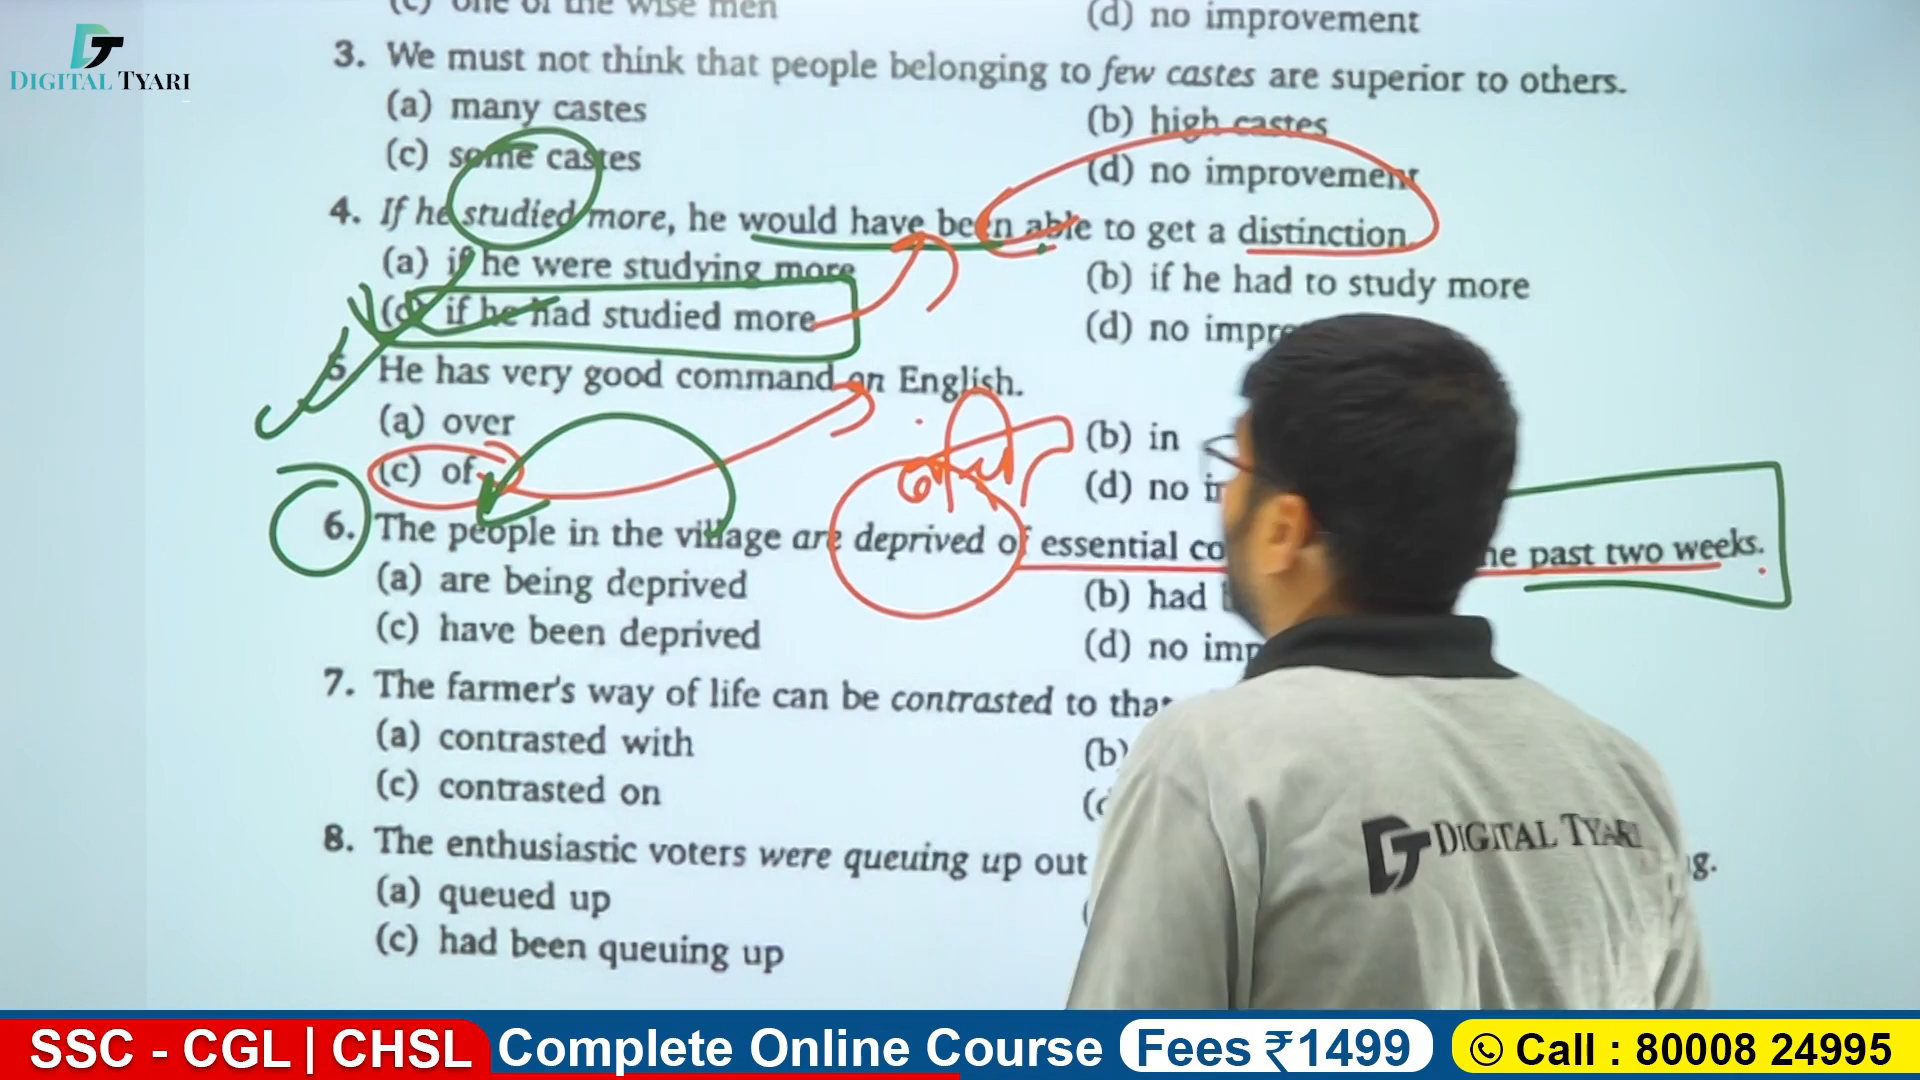 (c) one of the wise men
(d) no improvement
DT
DIGITAL TYARI
3. We must not think that people belonging to few castes are superior to others.
(a) many castes
(b) high castes
(c) some castes
(d) no improvement
4. If he studied more, he would have been able to get a distinction.
(a) if he were studying more
(b) if he had to study more
(c) if he had studied more
(d) no impr
5. He has very good command on English.
(a) over
(b) in
(c) of
(d) no
6. The people in the village are deprived of essential co he past two weeks.
(a) are being deprived
(b) had
(c) have been deprived
(d) no imp
7. The farmer's way of life can be contrasted to that
(a) contrasted with
(b)
(c) contrasted on
8. The enthusiastic voters were queuing up out g.
(a) queued up
(c) had been queuing up
DT DIGITAL TYARI
SSC - CGL | CHSL Complete Online Course Fees ₹1499 Call : 80008 24995